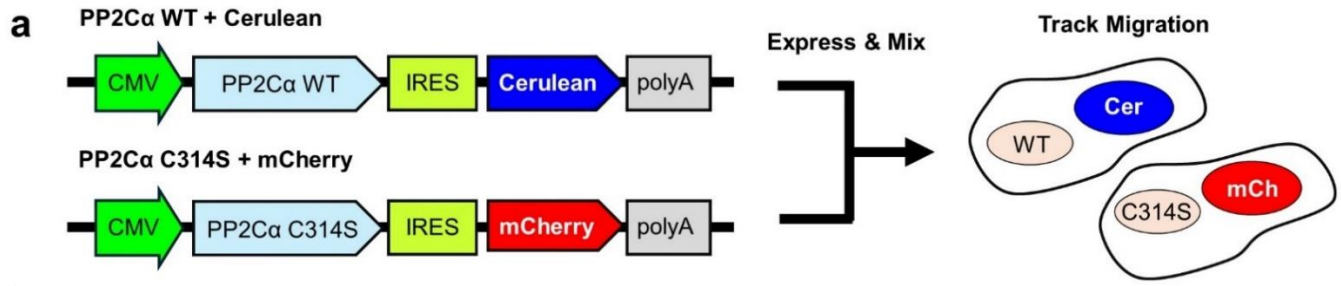 a
PP2Cα WT + Cerulean
CMV PP2Cα WT IRES Cerulean polyA
PP2Cα C314S + mCherry
CMV PP2Cα C314S IRES mCherry polyA
Express & Mix
Track Migration
Cer
WT
mCh
C314S